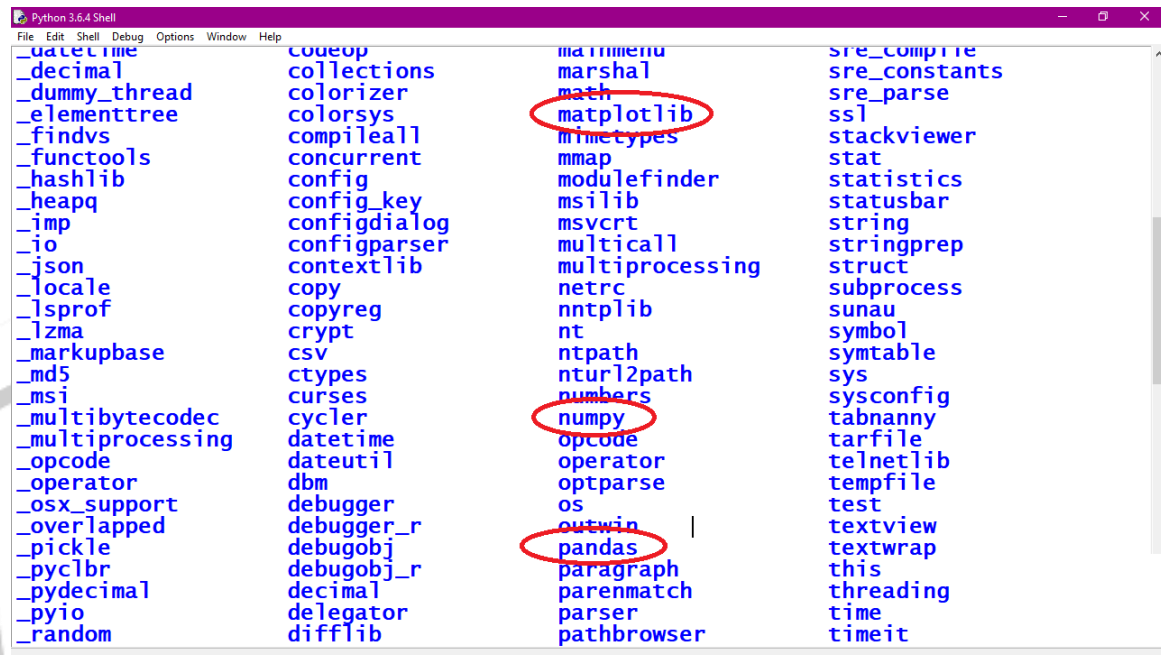 Python 3.6.4 Shell
File Edit Shell Debug Options Window Help
_datetime codeop mainmenu sre_compile
_decimal collections marshal sre_constants
_dummy_thread colorizer math sre_parse
_elementtree colorsys matplotlib ssl
_findvs compileall mimetypes stackviewer
_functools concurrent mmap stat
_hashlib config modulefinder statistics
_heapq config_key msilib statusbar
_imp configdialog msvcrt string
_io configparser multicall stringprep
_json contextlib multiprocessing struct
_locale copy netrc subprocess
_lsprof copyreg nntplib sunau
_lzma crypt nt symbol
_markupbase csv ntpath symtable
_md5 ctypes nturl2path sys
_msi curses numbers sysconfig
_multibytecodec cycler numpy tabnanny
_multiprocessing datetime opcode tarfile
_opcode dateutil operator telnetlib
_operator dbm optparse tempfile
_osx_support debugger os test
_overlapped debugger_r outwin textview
_pickle debugobj pandas textwrap
_pyclbr debugobj_r paragraph this
_pydecimal decimal parenmatch threading
_pyio delegator parser time
_random difflib pathbrowser timeit